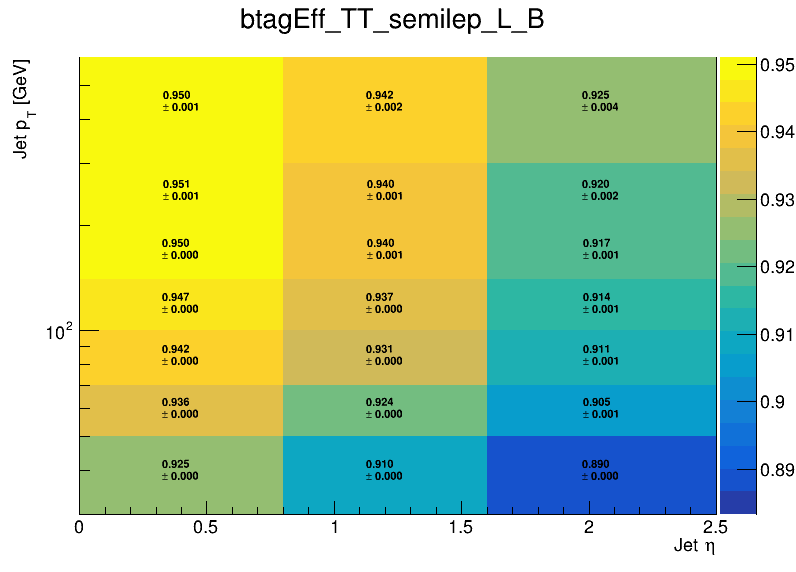 btagEff_TT_semilep_L_B
Jet p_T [GeV]
0.950 0.942 0.925
± 0.001 ± 0.002 ± 0.004
0.951 0.940 0.920
± 0.001 ± 0.001 ± 0.002
0.950 0.940 0.917
± 0.000 ± 0.001 ± 0.001
0.947 0.937 0.914
± 0.000 ± 0.000 ± 0.001
10²
0.942 0.931 0.911
± 0.000 ± 0.000 ± 0.001
0.936 0.924 0.905
± 0.000 ± 0.000 ± 0.001
0.925 0.910 0.890
± 0.000 ± 0.000 ± 0.000
0 0.5 1 1.5 2 2.5
Jet η
0.95
0.94
0.93
0.92
0.91
0.9
0.89